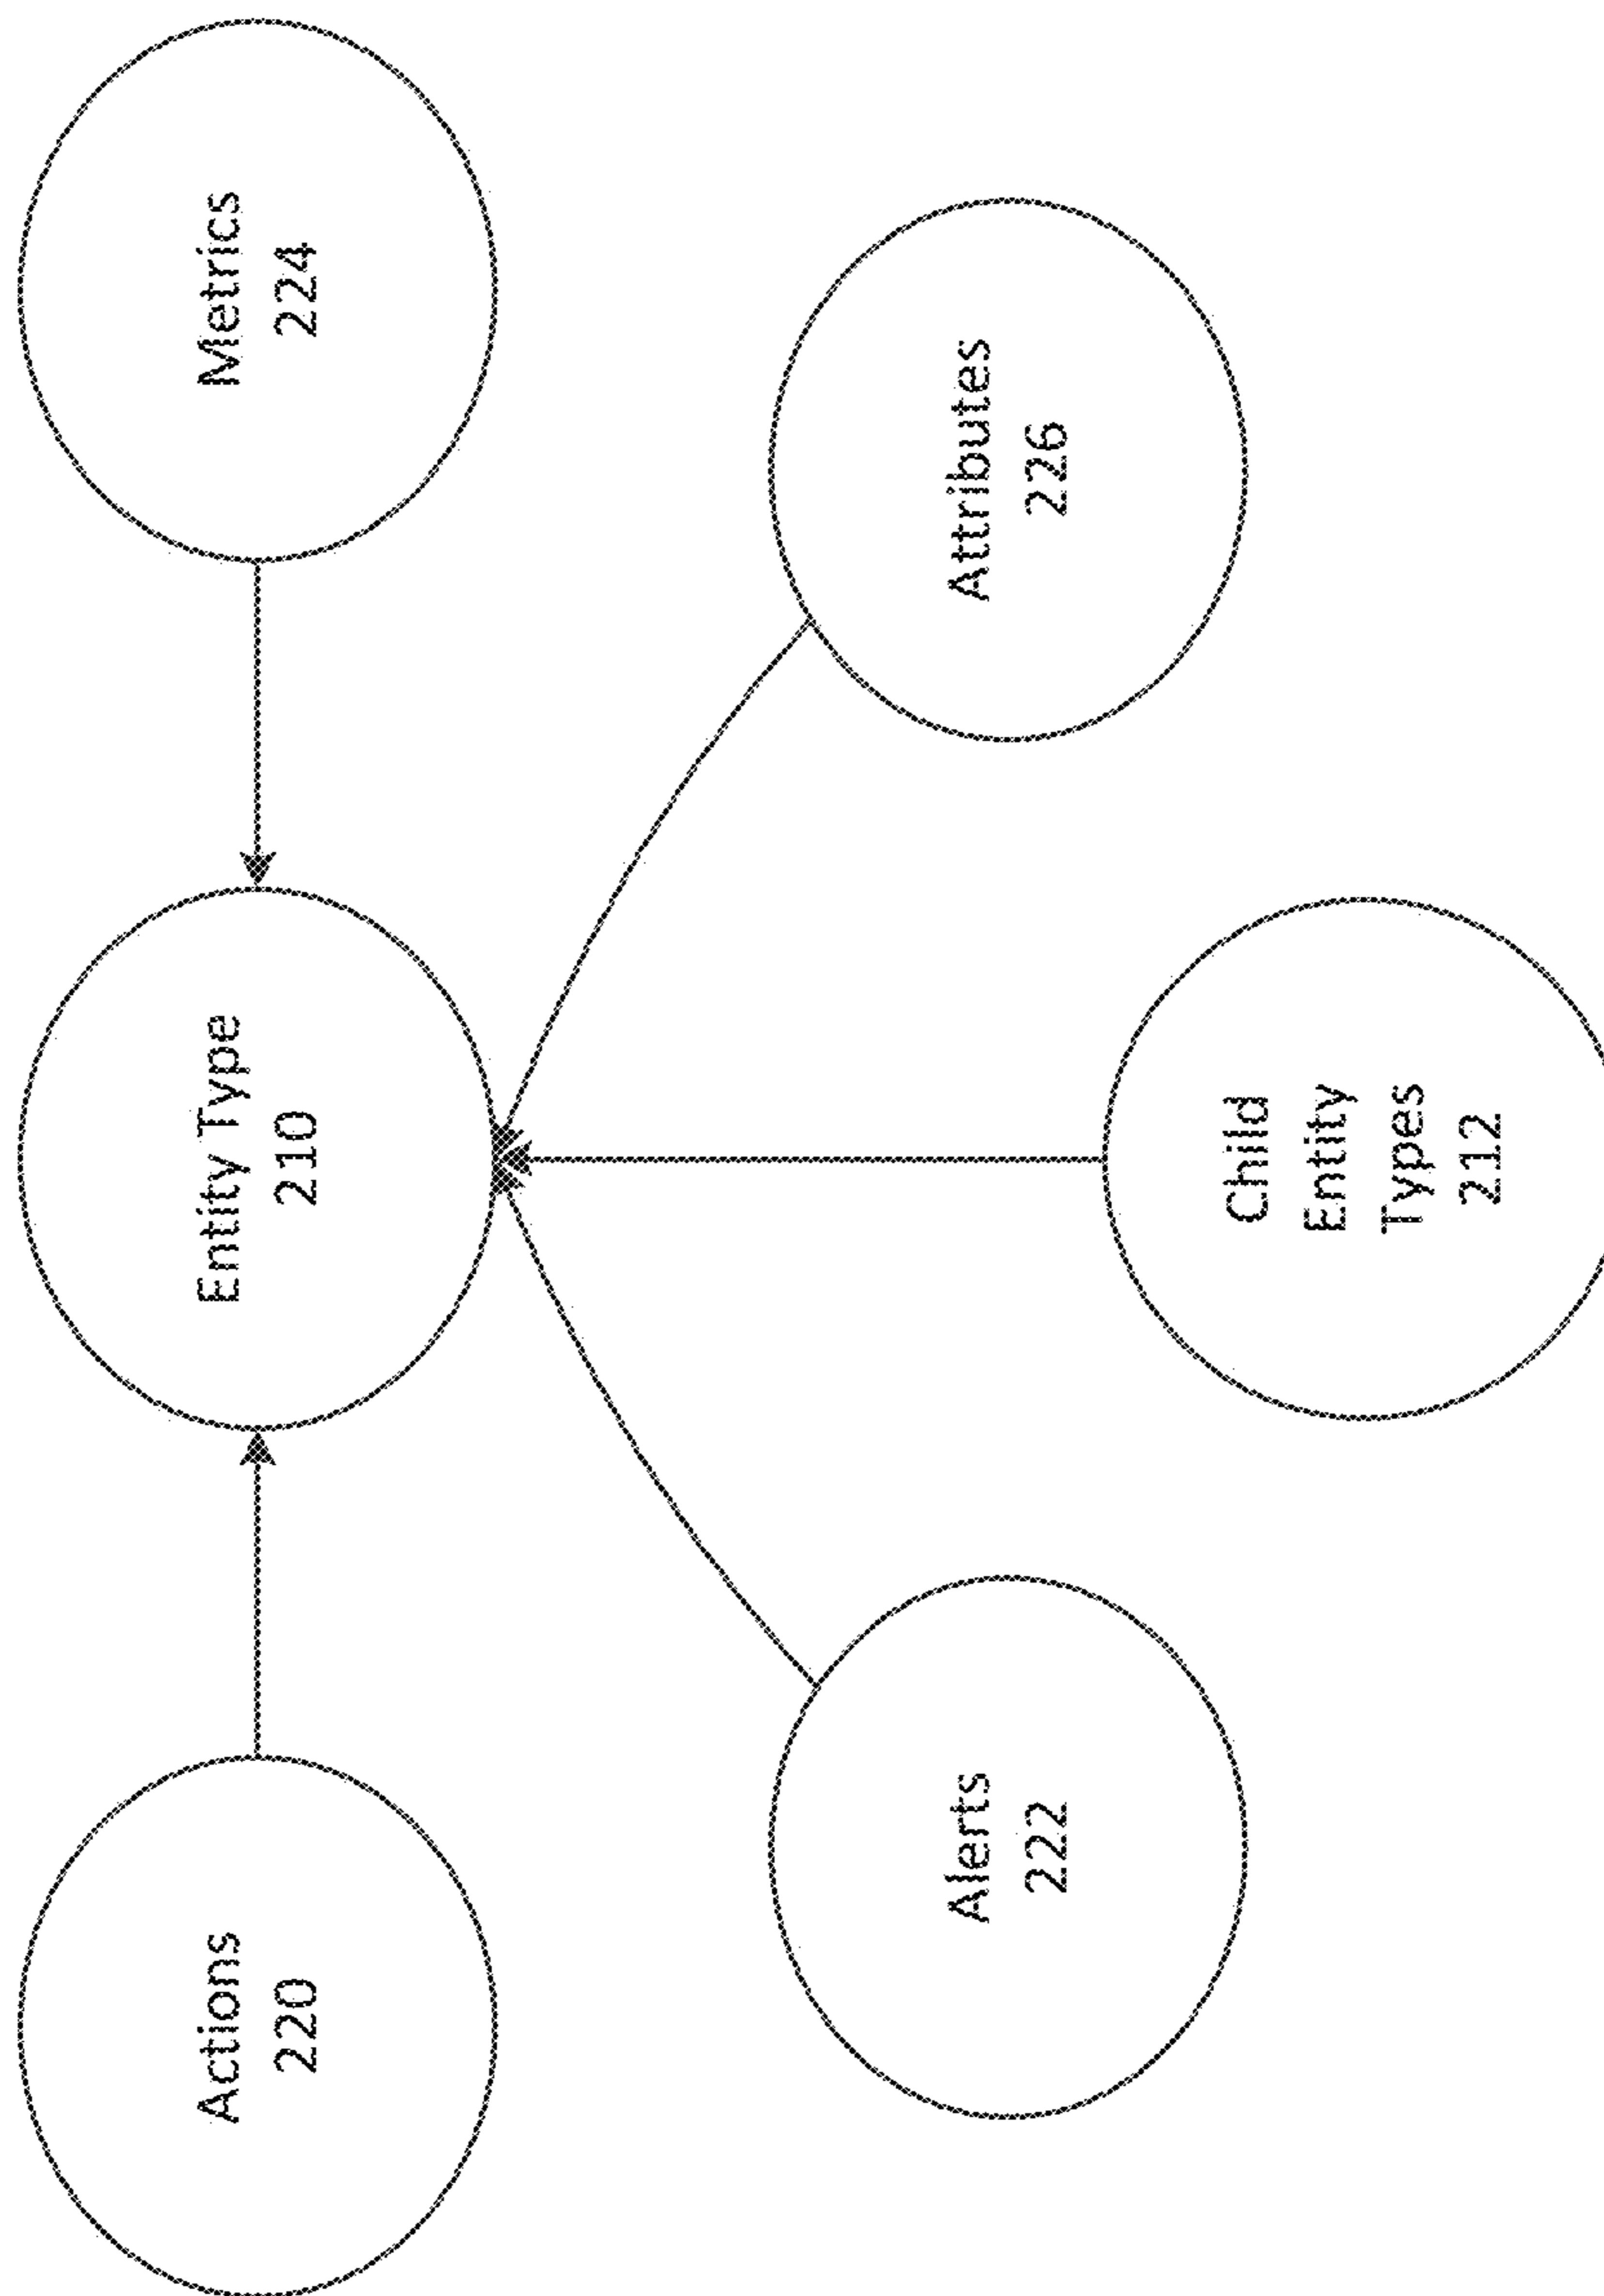 Actions
220
Entity Type
210
Metrics
224
Alerts
222
Attributes
226
Child
Entity
Types
212